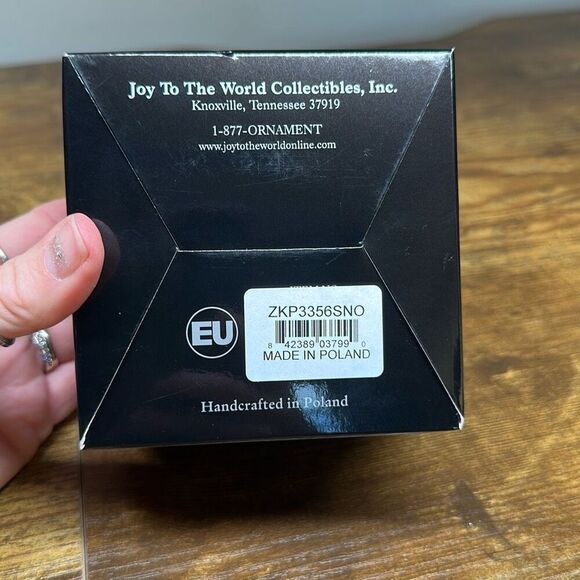 Joy To The World Collectibles, Inc.
Knoxville, Tennessee 37919
1-877-ORNAMENT
www.joytotheworldonline.com
EU
ZKP3356SNO
8 42389 03799 0
MADE IN POLAND
Handcrafted in Poland